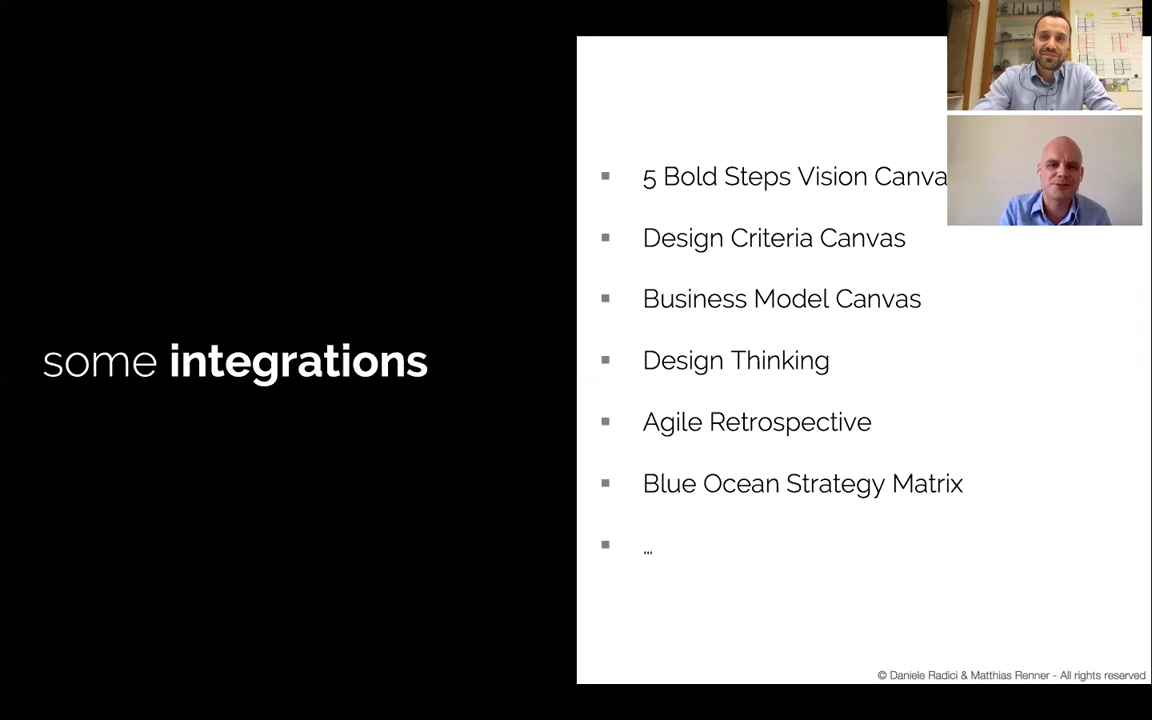 some integrations
5 Bold Steps Vision Canva
Design Criteria Canvas
Business Model Canvas
Design Thinking
Agile Retrospective
Blue Ocean Strategy Matrix
...
© Daniele Radici & Matthias Renner - All rights reserved